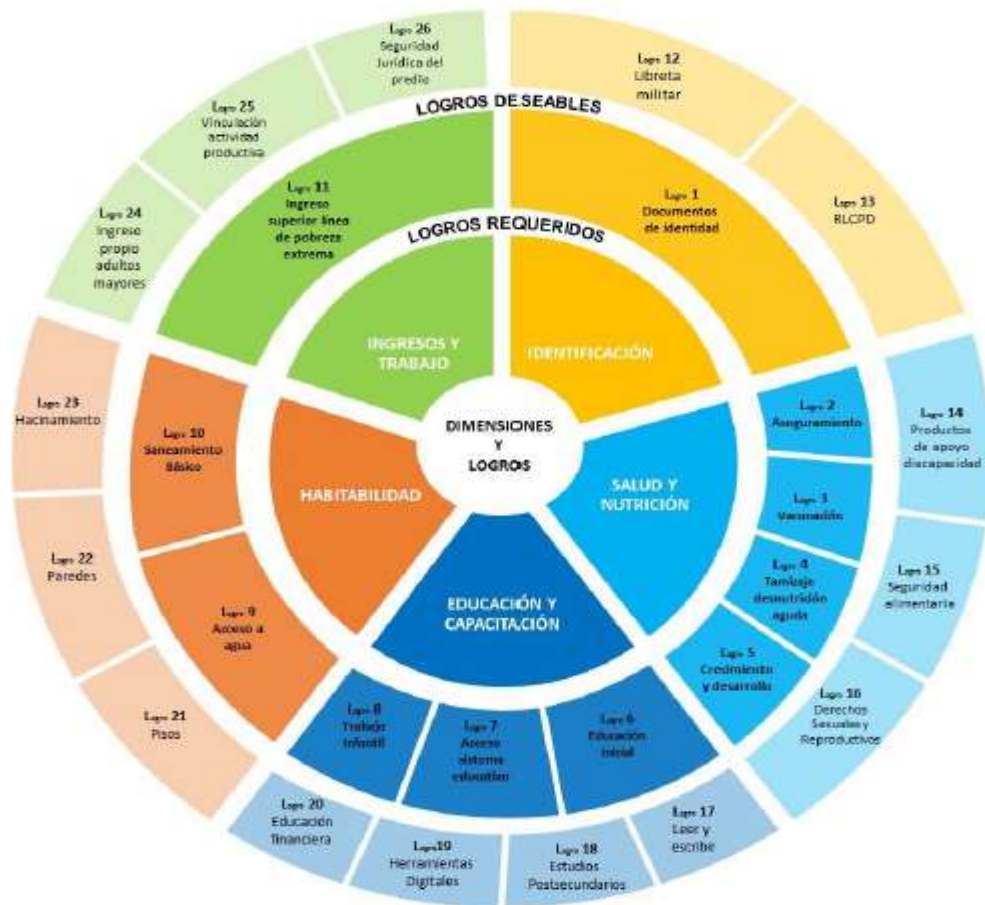 Logro 26
Seguridad
Jurídica del
predio
Logro 12
Libreta
militar
Logro 25
Vinculación
actividad
productiva
LOGROS DESEABLES
Logro 13
RLCPD
Logro 24
Ingreso
propio
adultos
mayores
Logro 11
Ingreso
superior linea
de pobreza
extrema
Logro 1
Documentos
de identidad
LOGROS REQUERIDOS
INGRESOS Y
TRABAJO
IDENTIFICACIÓN
DIMENSIONES
Y
LOGROS
HABITABILIDAD
SALUD Y
NUTRICIÓN
EDUCACIÓN Y
CAPACITACIÓN
Logro 2
Aseguramiento
Logro 3
Vacunación
Logro 4
Tamizaje
desnutrición
aguda
Logro 5
Crecimiento
y desarrollo
Logro 6
Educación
Inicial
Logro 7
Acceso
sistema
educativo
Logro 8
Trabajo
Infantil
Logro 9
Acceso a
agua
Logro 10
Saneamiento
Básico
Logro 14
Productos
de apoyo
discapacidad
Logro 15
Seguridad
alimentaria
Logro 16
Derechos
Sexuales y
Reproductivos
Logro 17
Leer y
escribir
Logro 18
Estudios
Postsecundarios
Logro19
Herramientas
Digitales
Logro 20
Educación
financiera
Logro 21
Pisos
Logro 22
Paredes
Logro 23
Hacinamiento